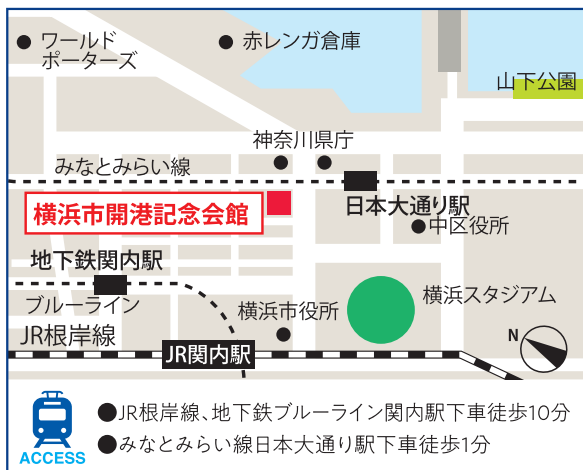 ワールド
ポーターズ
赤レンガ倉庫
山下公園
神奈川県庁
みなとみらい線
横浜市開港記念会館
日本大通り駅
中区役所
地下鉄関内駅
ブルーライン
横浜市役所
横浜スタジアム
JR根岸線
JR関内駅
N
ACCESS
●JR根岸線、地下鉄ブルーライン関内駅下車徒歩10分
●みなとみらい線日本大通り駅下車徒歩1分